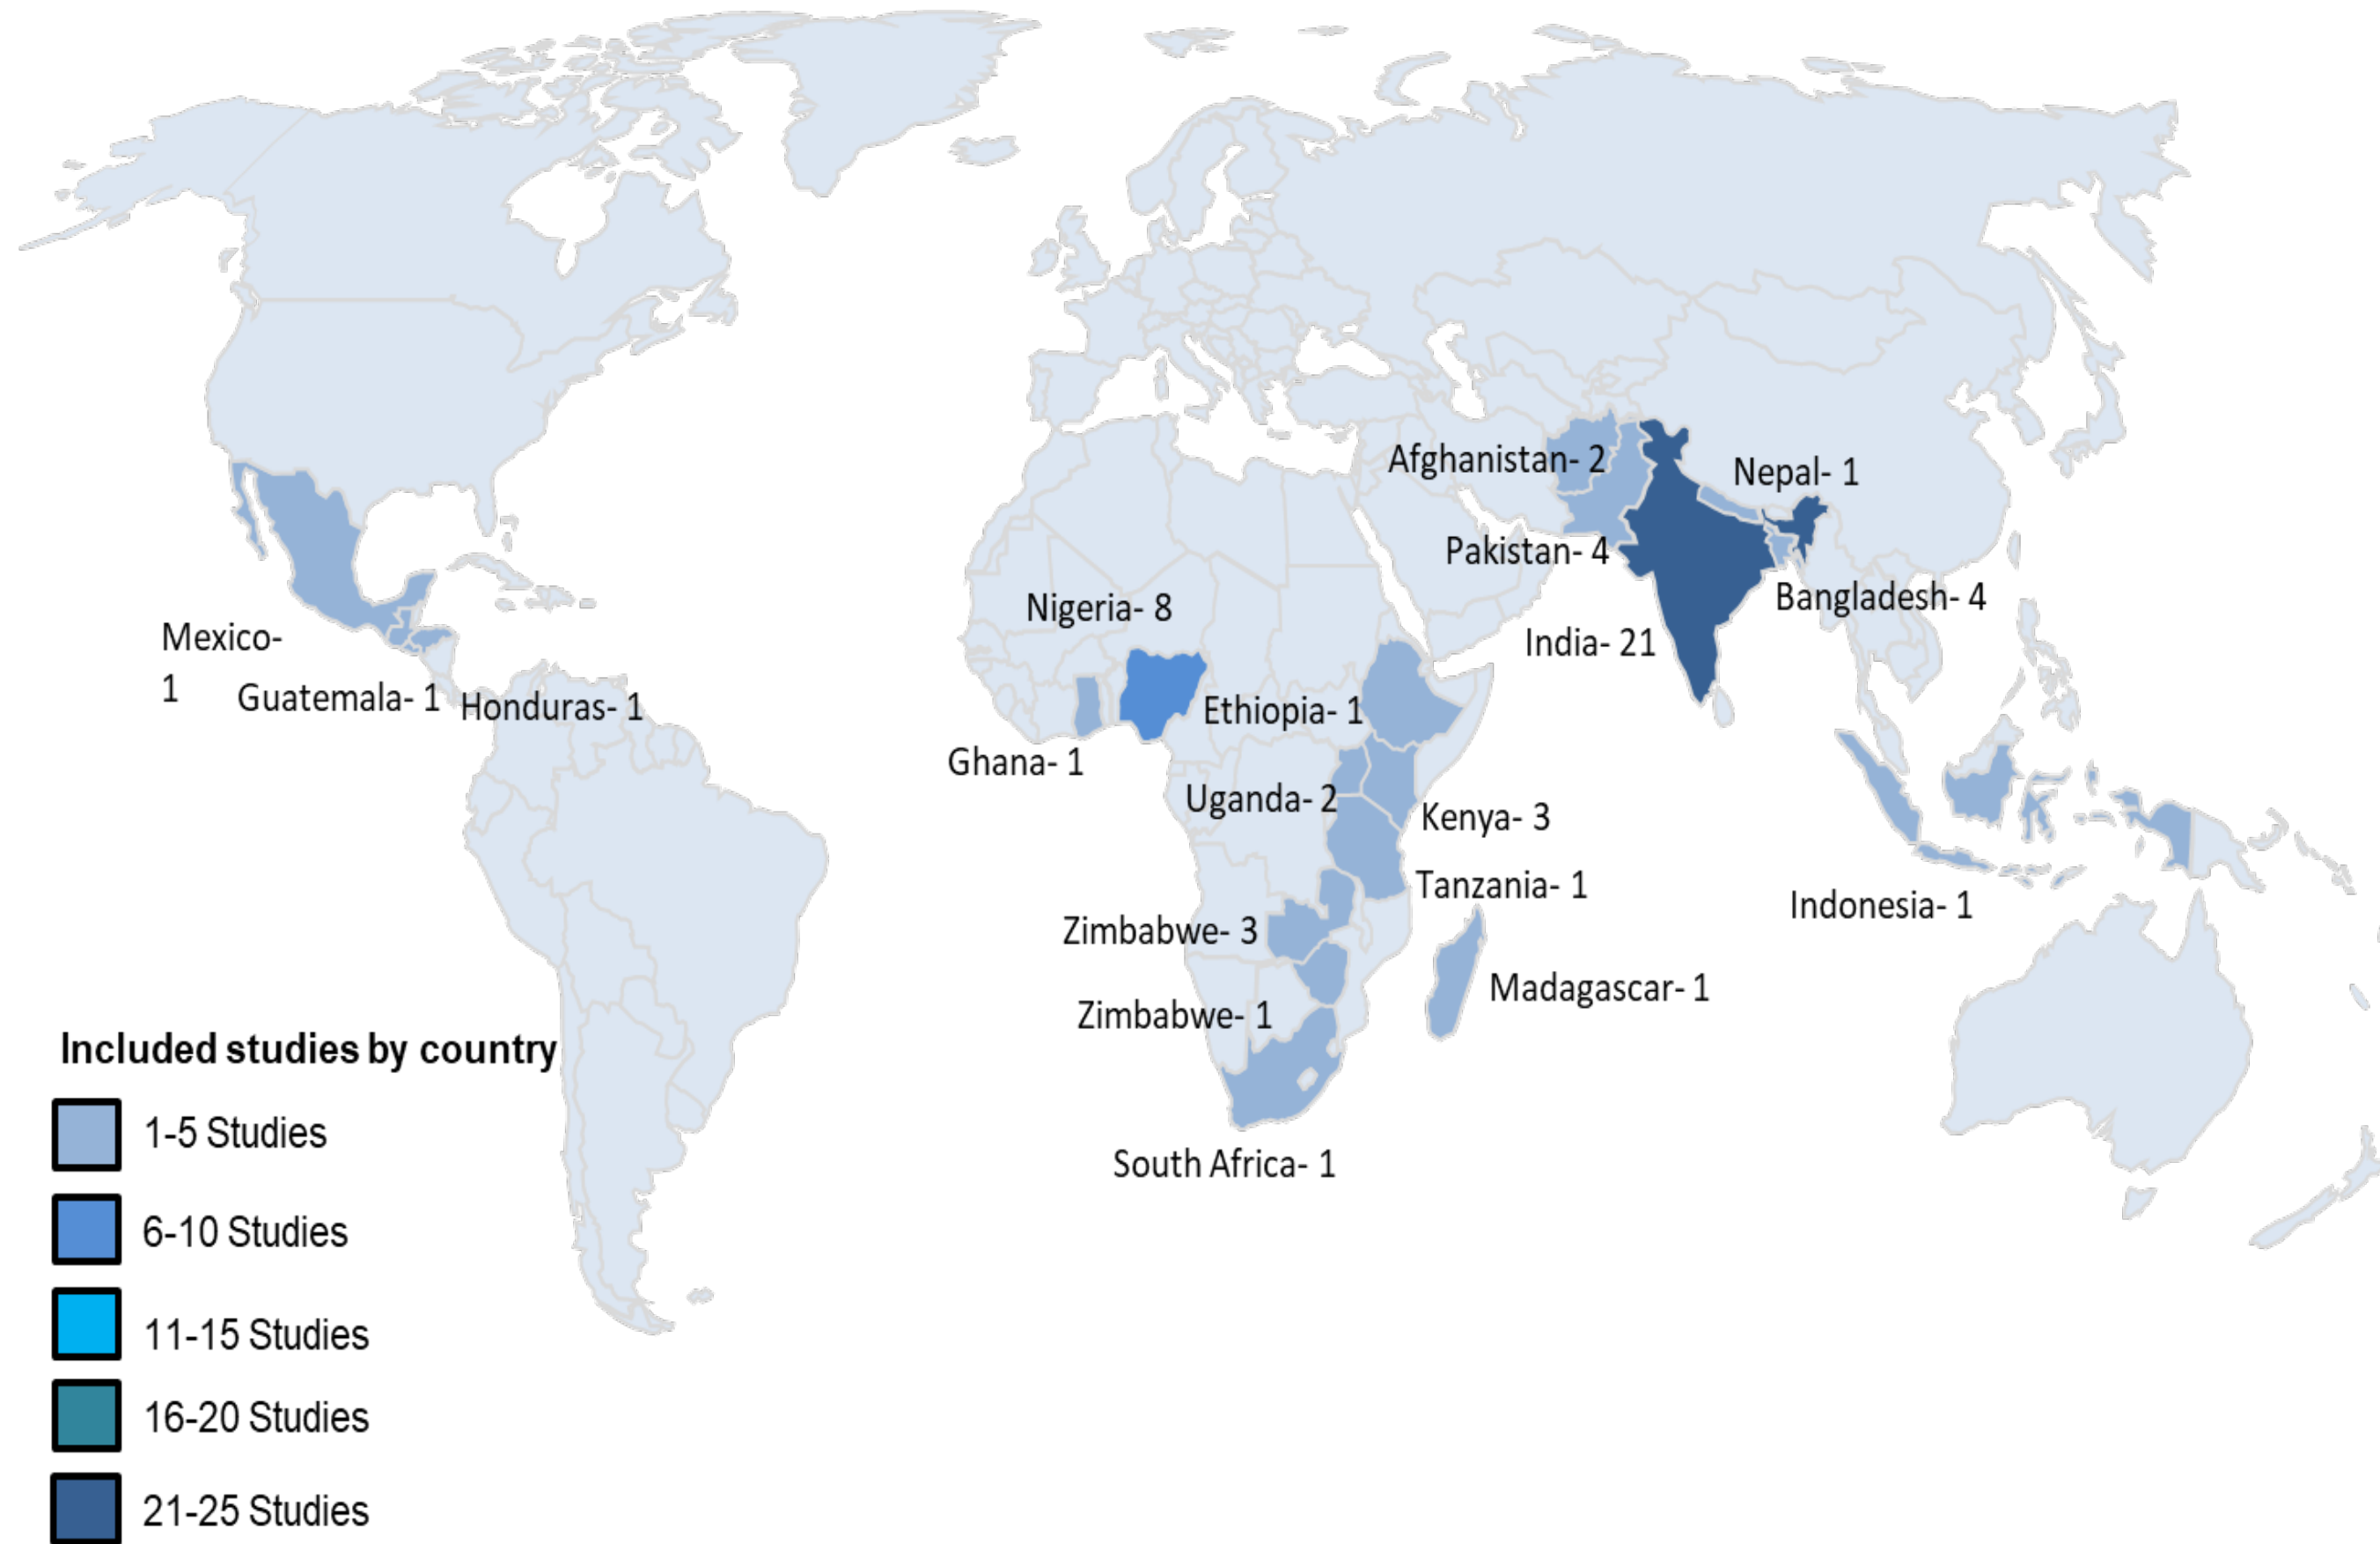 Afghanistan- 2
Nepal- 1
Pakistan- 4
Bangladesh- 4
Nigeria- 8
India- 21
Mexico-
1
Guatemala- 1
Honduras- 1
Ethiopia- 1
Ghana- 1
Uganda- 2
Kenya- 3
Tanzania- 1
Indonesia- 1
Zimbabwe- 3
Madagascar- 1
Zimbabwe- 1
South Africa- 1
Included studies by country
1-5 Studies
6-10 Studies
11-15 Studies
16-20 Studies
21-25 Studies